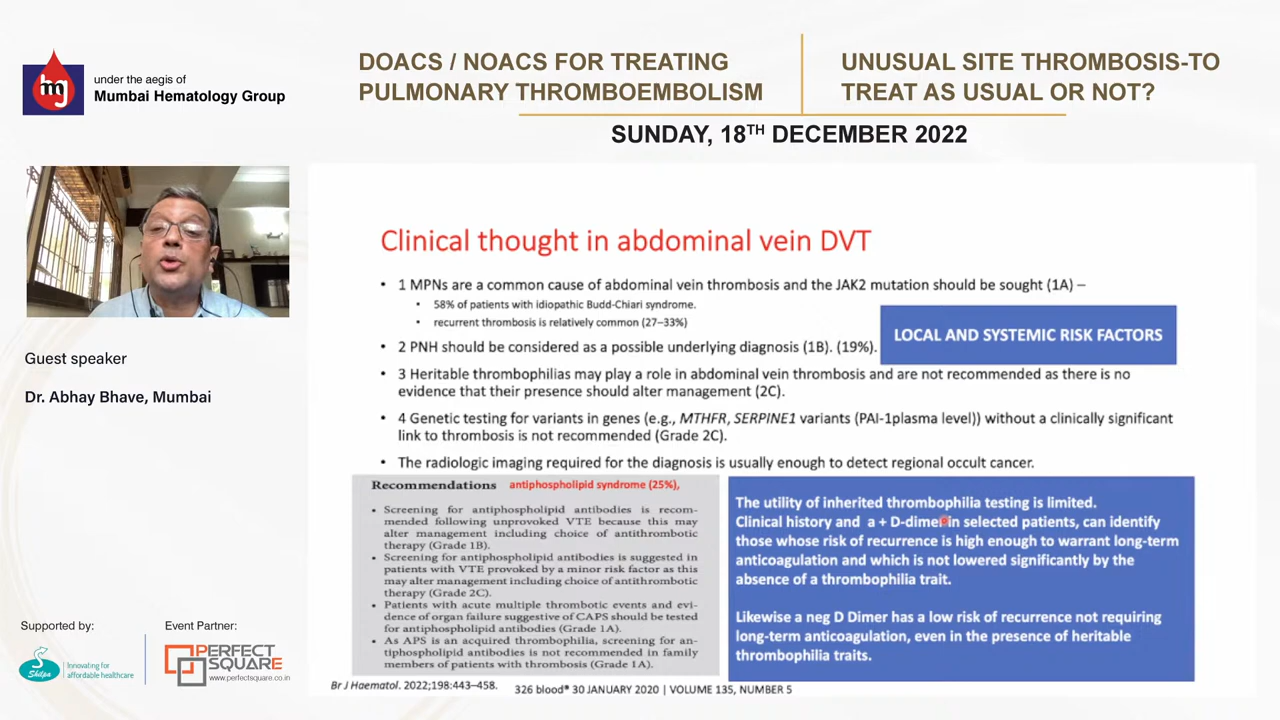 mg
under the aegis of
Mumbai Hematology Group
DOACS / NOACS FOR TREATING
PULMONARY THROMBOEMBOLISM
UNUSUAL SITE THROMBOSIS-TO
TREAT AS USUAL OR NOT?
SUNDAY, 18TH DECEMBER 2022
Guest speaker
Dr. Abhay Bhave, Mumbai
Clinical thought in abdominal vein DVT
• 1 MPNs are a common cause of abdominal vein thrombosis and the JAK2 mutation should be sought (1A) –
• 58% of patients with idiopathic Budd-Chiari syndrome.
• recurrent thrombosis is relatively common (27–33%)
LOCAL AND SYSTEMIC RISK FACTORS
• 2 PNH should be considered as a possible underlying diagnosis (1B). (19%).
• 3 Heritable thrombophilias may play a role in abdominal vein thrombosis and are not recommended as there is no
evidence that their presence should alter management (2C).
• 4 Genetic testing for variants in genes (e.g., MTHFR, SERPINE1 variants (PAI-1plasma level)) without a clinically significant
link to thrombosis is not recommended (Grade 2C).
• The radiologic imaging required for the diagnosis is usually enough to detect regional occult cancer.
Recommendations antiphospholipid syndrome (25%),
• Screening for antiphospholipid antibodies is recom-
mended following unprovoked VTE because this may
alter management including choice of antithrombotic
therapy (Grade 1B).
• Screening for antiphospholipid antibodies is suggested in
patients with VTE provoked by a minor risk factor as this
may alter management including choice of antithrombotic
therapy (Grade 2C).
• Patients with acute multiple thrombotic events and evi-
dence of organ failure suggestive of CAPS should be tested
for antiphospholipid antibodies (Grade 1A).
• As APS is an acquired thrombophilia, screening for an-
tiphospholipid antibodies is not recommended in family
members of patients with thrombosis (Grade 1A).
The utility of inherited thrombophilia testing is limited.
Clinical history and a + D-dimer in selected patients, can identify
those whose risk of recurrence is high enough to warrant long-term
anticoagulation and which is not lowered significantly by the
absence of a thrombophilia trait.
Likewise a neg D Dimer has a low risk of recurrence not requiring
long-term anticoagulation, even in the presence of heritable
thrombophilia traits.
Br J Haematol. 2022;198:443–458.
326 blood® 30 JANUARY 2020 | VOLUME 135, NUMBER 5
Supported by:
Shilpa
Innovating for
affordable healthcare
Event Partner:
PERFECT
SQUARE
www.perfectsquare.co.in